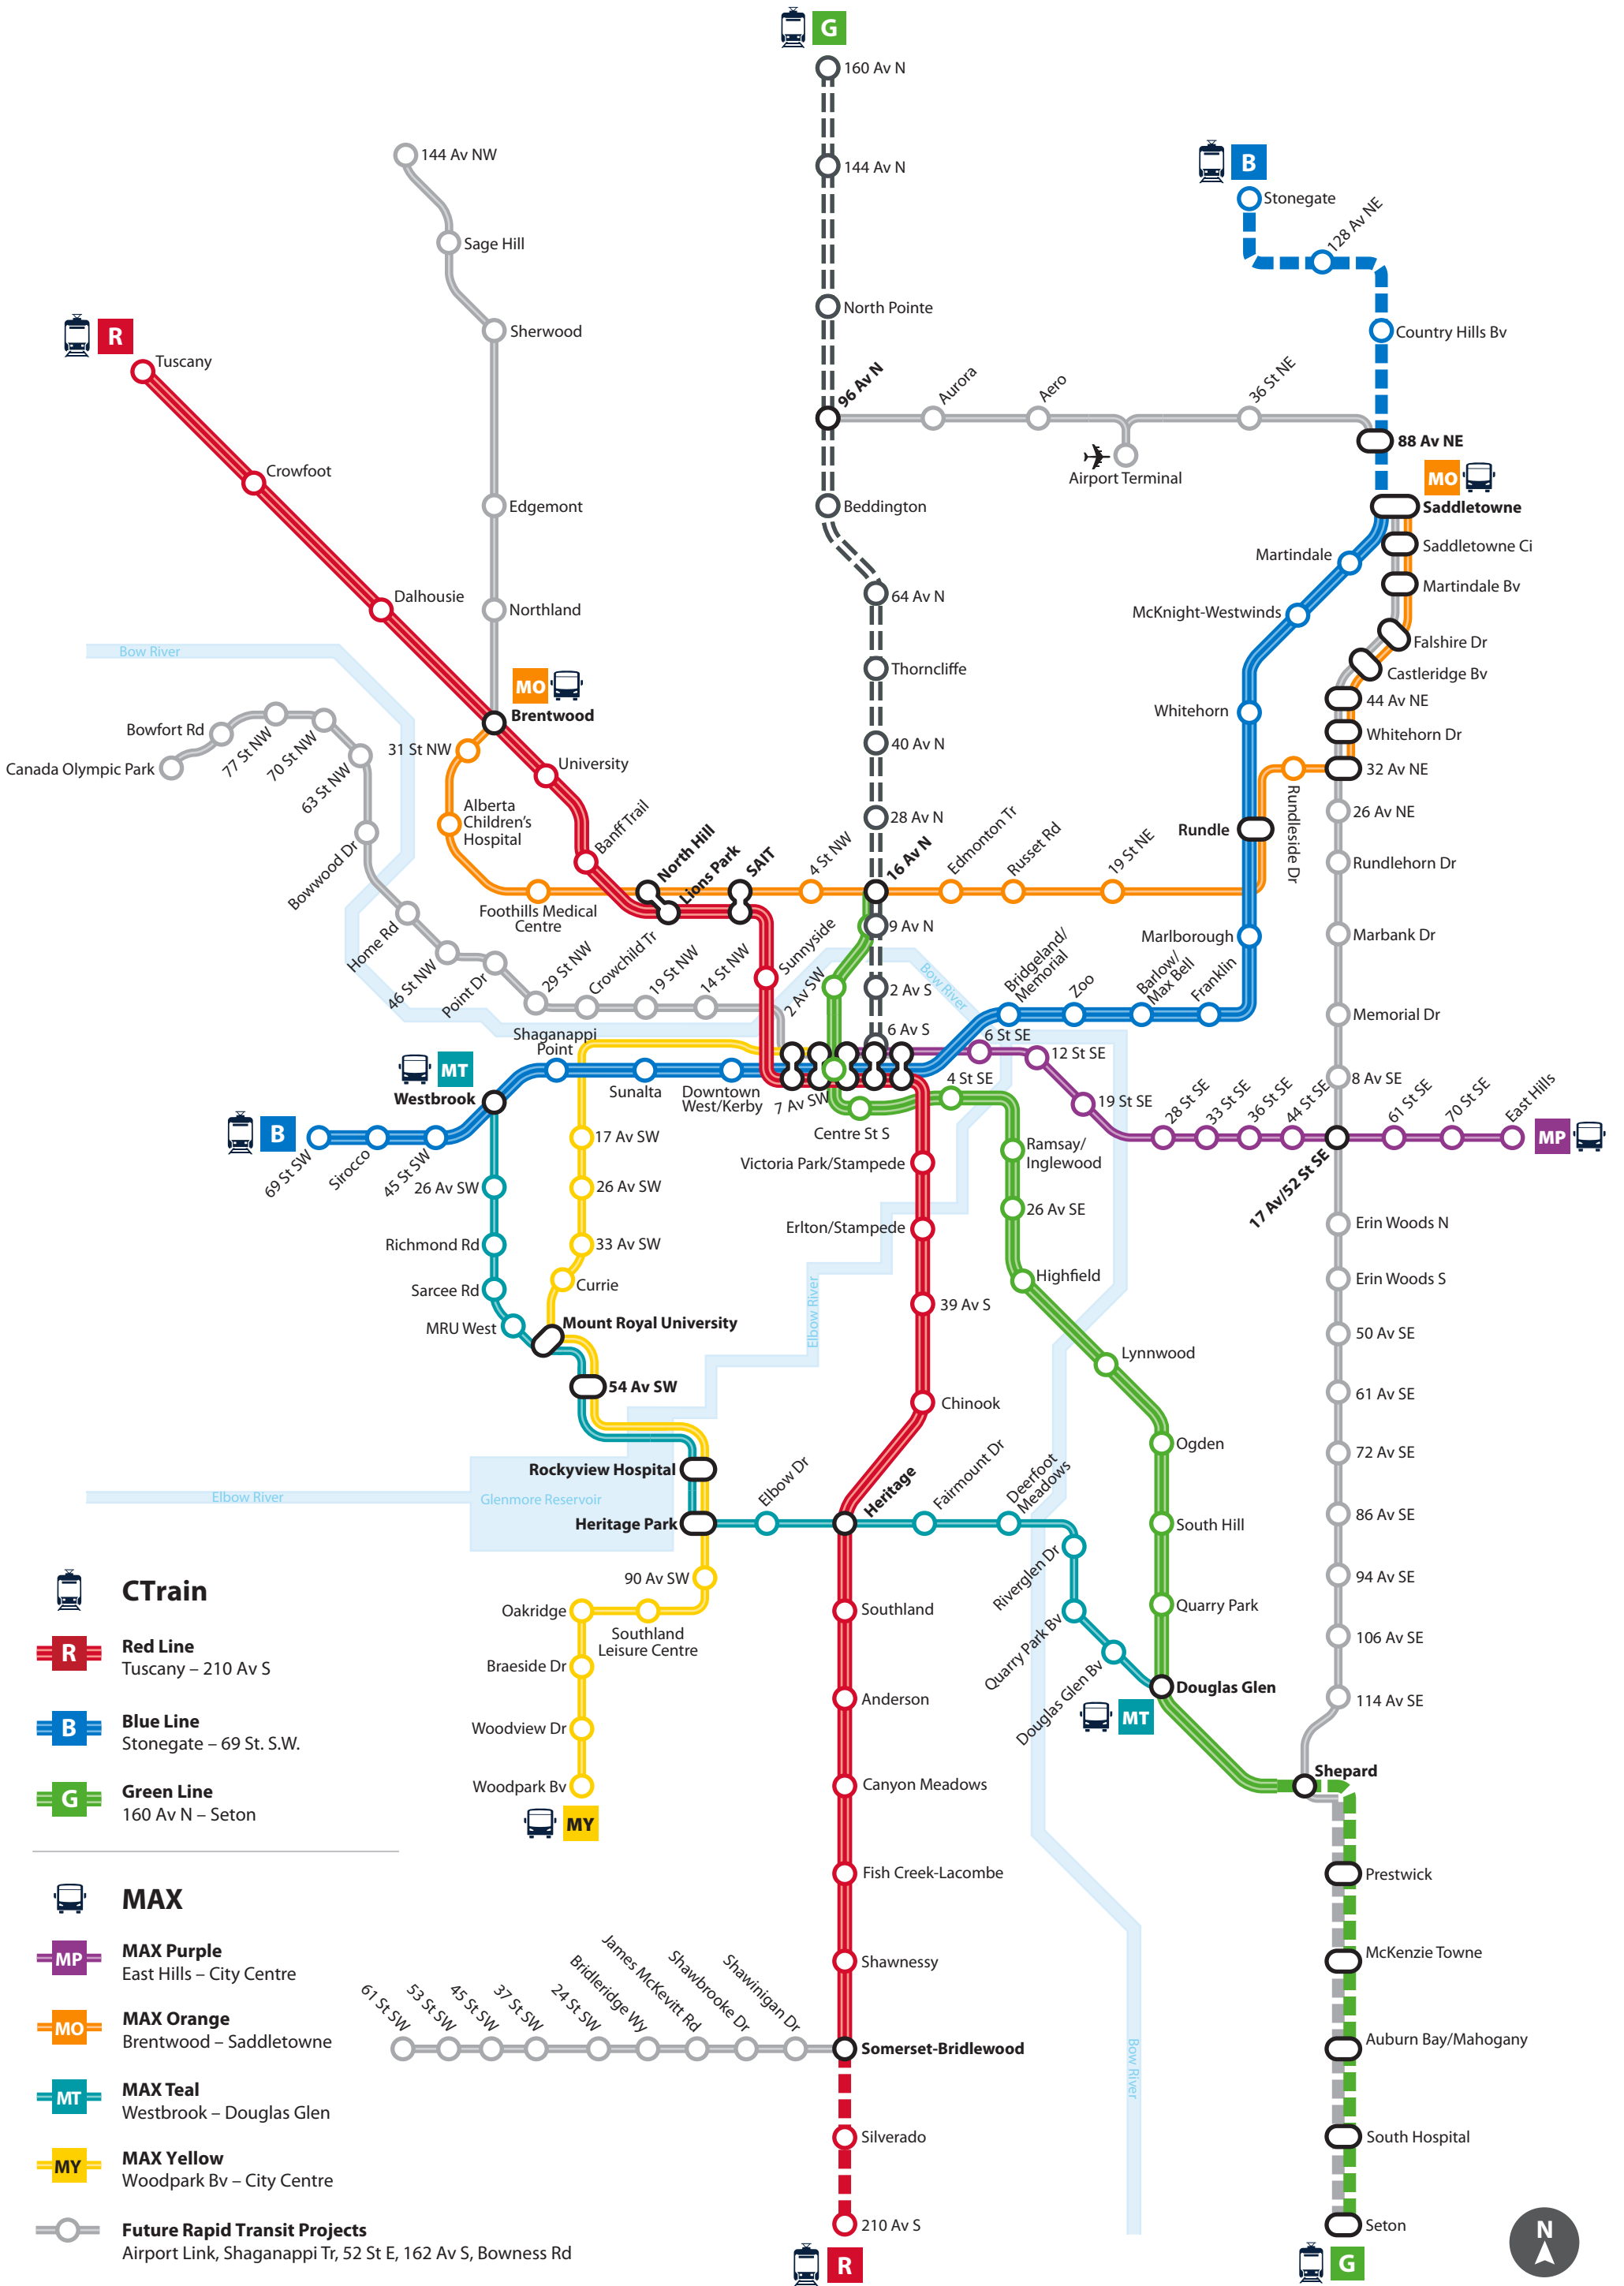 G
160 Av N
144 Av N
North Pointe
96 Av N
Beddington
64 Av N
Thorncliffe
40 Av N
28 Av N
16 Av N
9 Av N
2 Av S
6 Av S
144 Av NW
Sage Hill
Sherwood
Edgemont
Northland
B
Stonegate
128 Av NE
Country Hills Bv
88 Av NE
MO
Saddletowne
Aurora
Aero
36 St NE
Airport Terminal
Saddletowne Ci
Martindale Bv
Falshire Dr
Castleridge Bv
44 Av NE
Whitehorn Dr
32 Av NE
Rundleside Dr
Martindale
McKnight-Westwinds
Whitehorn
Rundle
Marlborough
Franklin
Barlow/
Max Bell
Zoo
Bridgeland/
Memorial
R
Tuscany
Crowfoot
Dalhousie
MO
Brentwood
University
Banff Trail
North Hill
Lions Park
SAIT
Sunnyside
31 St NW
Alberta
Children's
Hospital
Foothills Medical
Centre
4 St NW
Edmonton Tr
Russet Rd
19 St NE
Bow River
Canada Olympic Park
Bowfort Rd
77 St NW
70 St NW
63 St NW
Bowwood Dr
Home Rd
46 St NW
Point Dr
29 St NW
Crowchild Tr
19 St NW
14 St NW
2 Av SW
Bow River
26 Av NE
Rundlehorn Dr
Marbank Dr
Memorial Dr
8 Av SE
17 Av/52 St SE
Erin Woods N
Erin Woods S
50 Av SE
61 Av SE
72 Av SE
86 Av SE
94 Av SE
106 Av SE
114 Av SE
Shepard
Prestwick
McKenzie Towne
Auburn Bay/Mahogany
South Hospital
Seton
G
6 St SE
12 St SE
19 St SE
28 St SE
33 St SE
36 St SE
44 St SE
61 St SE
70 St SE
East Hills
MP
MT
Westbrook
Shaganappi
Point
Sunalta
Downtown
West/Kerby
B
69 St SW
Sirocco
45 St SW
7 Av SW
Centre St S
4 St SE
Ramsay/
Inglewood
26 Av SE
Highfield
Lynnwood
Ogden
South Hill
Quarry Park
Douglas Glen
MT
26 Av SW
Richmond Rd
Sarcee Rd
MRU West
17 Av SW
26 Av SW
33 Av SW
Currie
Mount Royal University
54 Av SW
Rockyview Hospital
Heritage Park
Elbow River
Glenmore Reservoir
Elbow River
90 Av SW
Southland
Leisure Centre
Oakridge
Braeside Dr
Woodview Dr
Woodpark Bv
MY
Victoria Park/Stampede
Erlton/Stampede
39 Av S
Chinook
Heritage
Elbow Dr
Fairmount Dr
Deerfoot
Meadows
Riverglen Dr
Quarry Park Bv
Douglas Glen Bv
Southland
Anderson
Canyon Meadows
Fish Creek-Lacombe
Shawnessy
Somerset-Bridlewood
Silverado
210 Av S
R
61 St SW
53 St SW
45 St SW
37 St SW
24 St SW
Bridleridge Wy
James McKevitt Rd
Shawbrooke Dr
Shawinigan Dr
Bow River
CTrain
R
Red Line
Tuscany – 210 Av S
B
Blue Line
Stonegate – 69 St. S.W.
G
Green Line
160 Av N – Seton
MAX
MP
MAX Purple
East Hills – City Centre
MO
MAX Orange
Brentwood – Saddletowne
MT
MAX Teal
Westbrook – Douglas Glen
MY
MAX Yellow
Woodpark Bv – City Centre
Future Rapid Transit Projects
Airport Link, Shaganappi Tr, 52 St E, 162 Av S, Bowness Rd
N